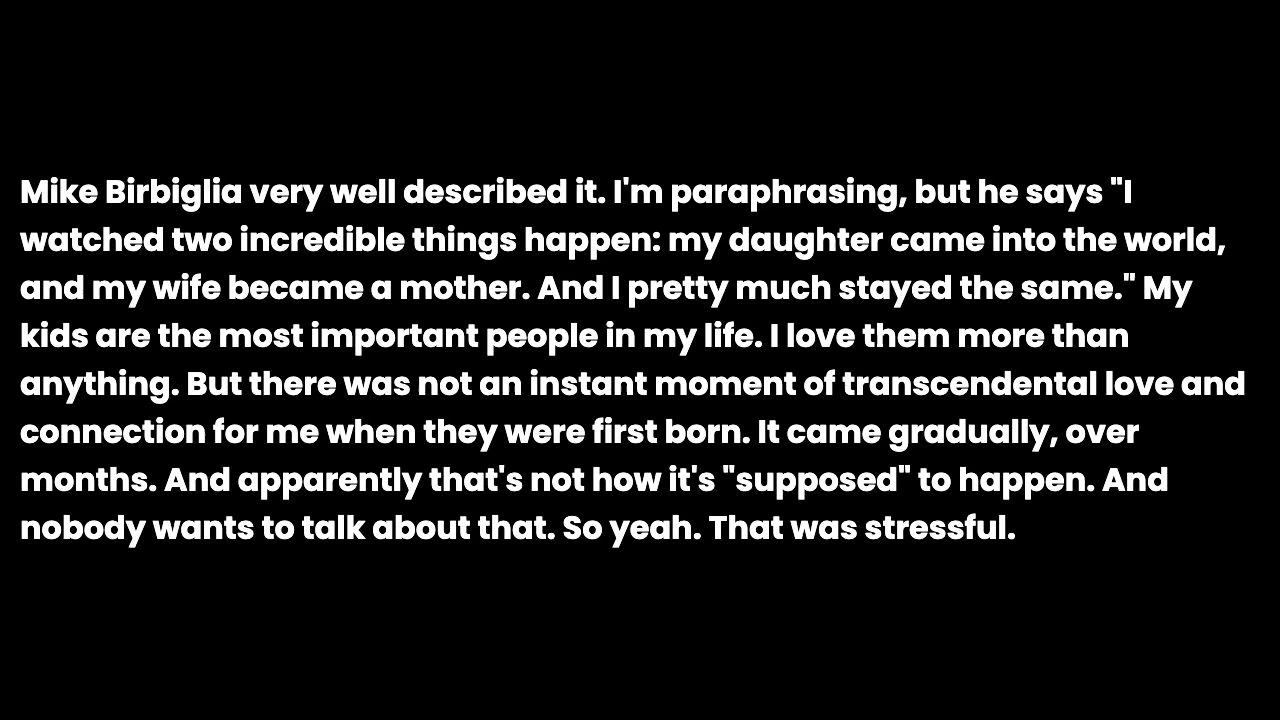 Mike Birbiglia very well described it. I'm paraphrasing, but he says "I
watched two incredible things happen: my daughter came into the world,
and my wife became a mother. And I pretty much stayed the same." My
kids are the most important people in my life. I love them more than
anything. But there was not an instant moment of transcendental love and
connection for me when they were first born. It came gradually, over
months. And apparently that's not how it's "supposed" to happen. And
nobody wants to talk about that. So yeah. That was stressful.